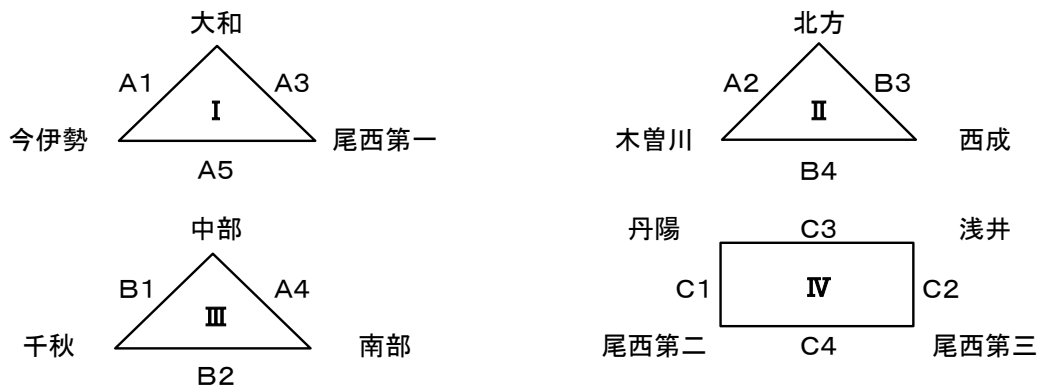 大和
A1 A3
Ⅰ
今伊勢 尾西第一
A5
北方
A2 B3
Ⅱ
木曽川 西成
B4
中部
B1 A4
Ⅲ
千秋 南部
B2
丹陽 C3 浅井
C1 Ⅳ C2
尾西第二 C4 尾西第三